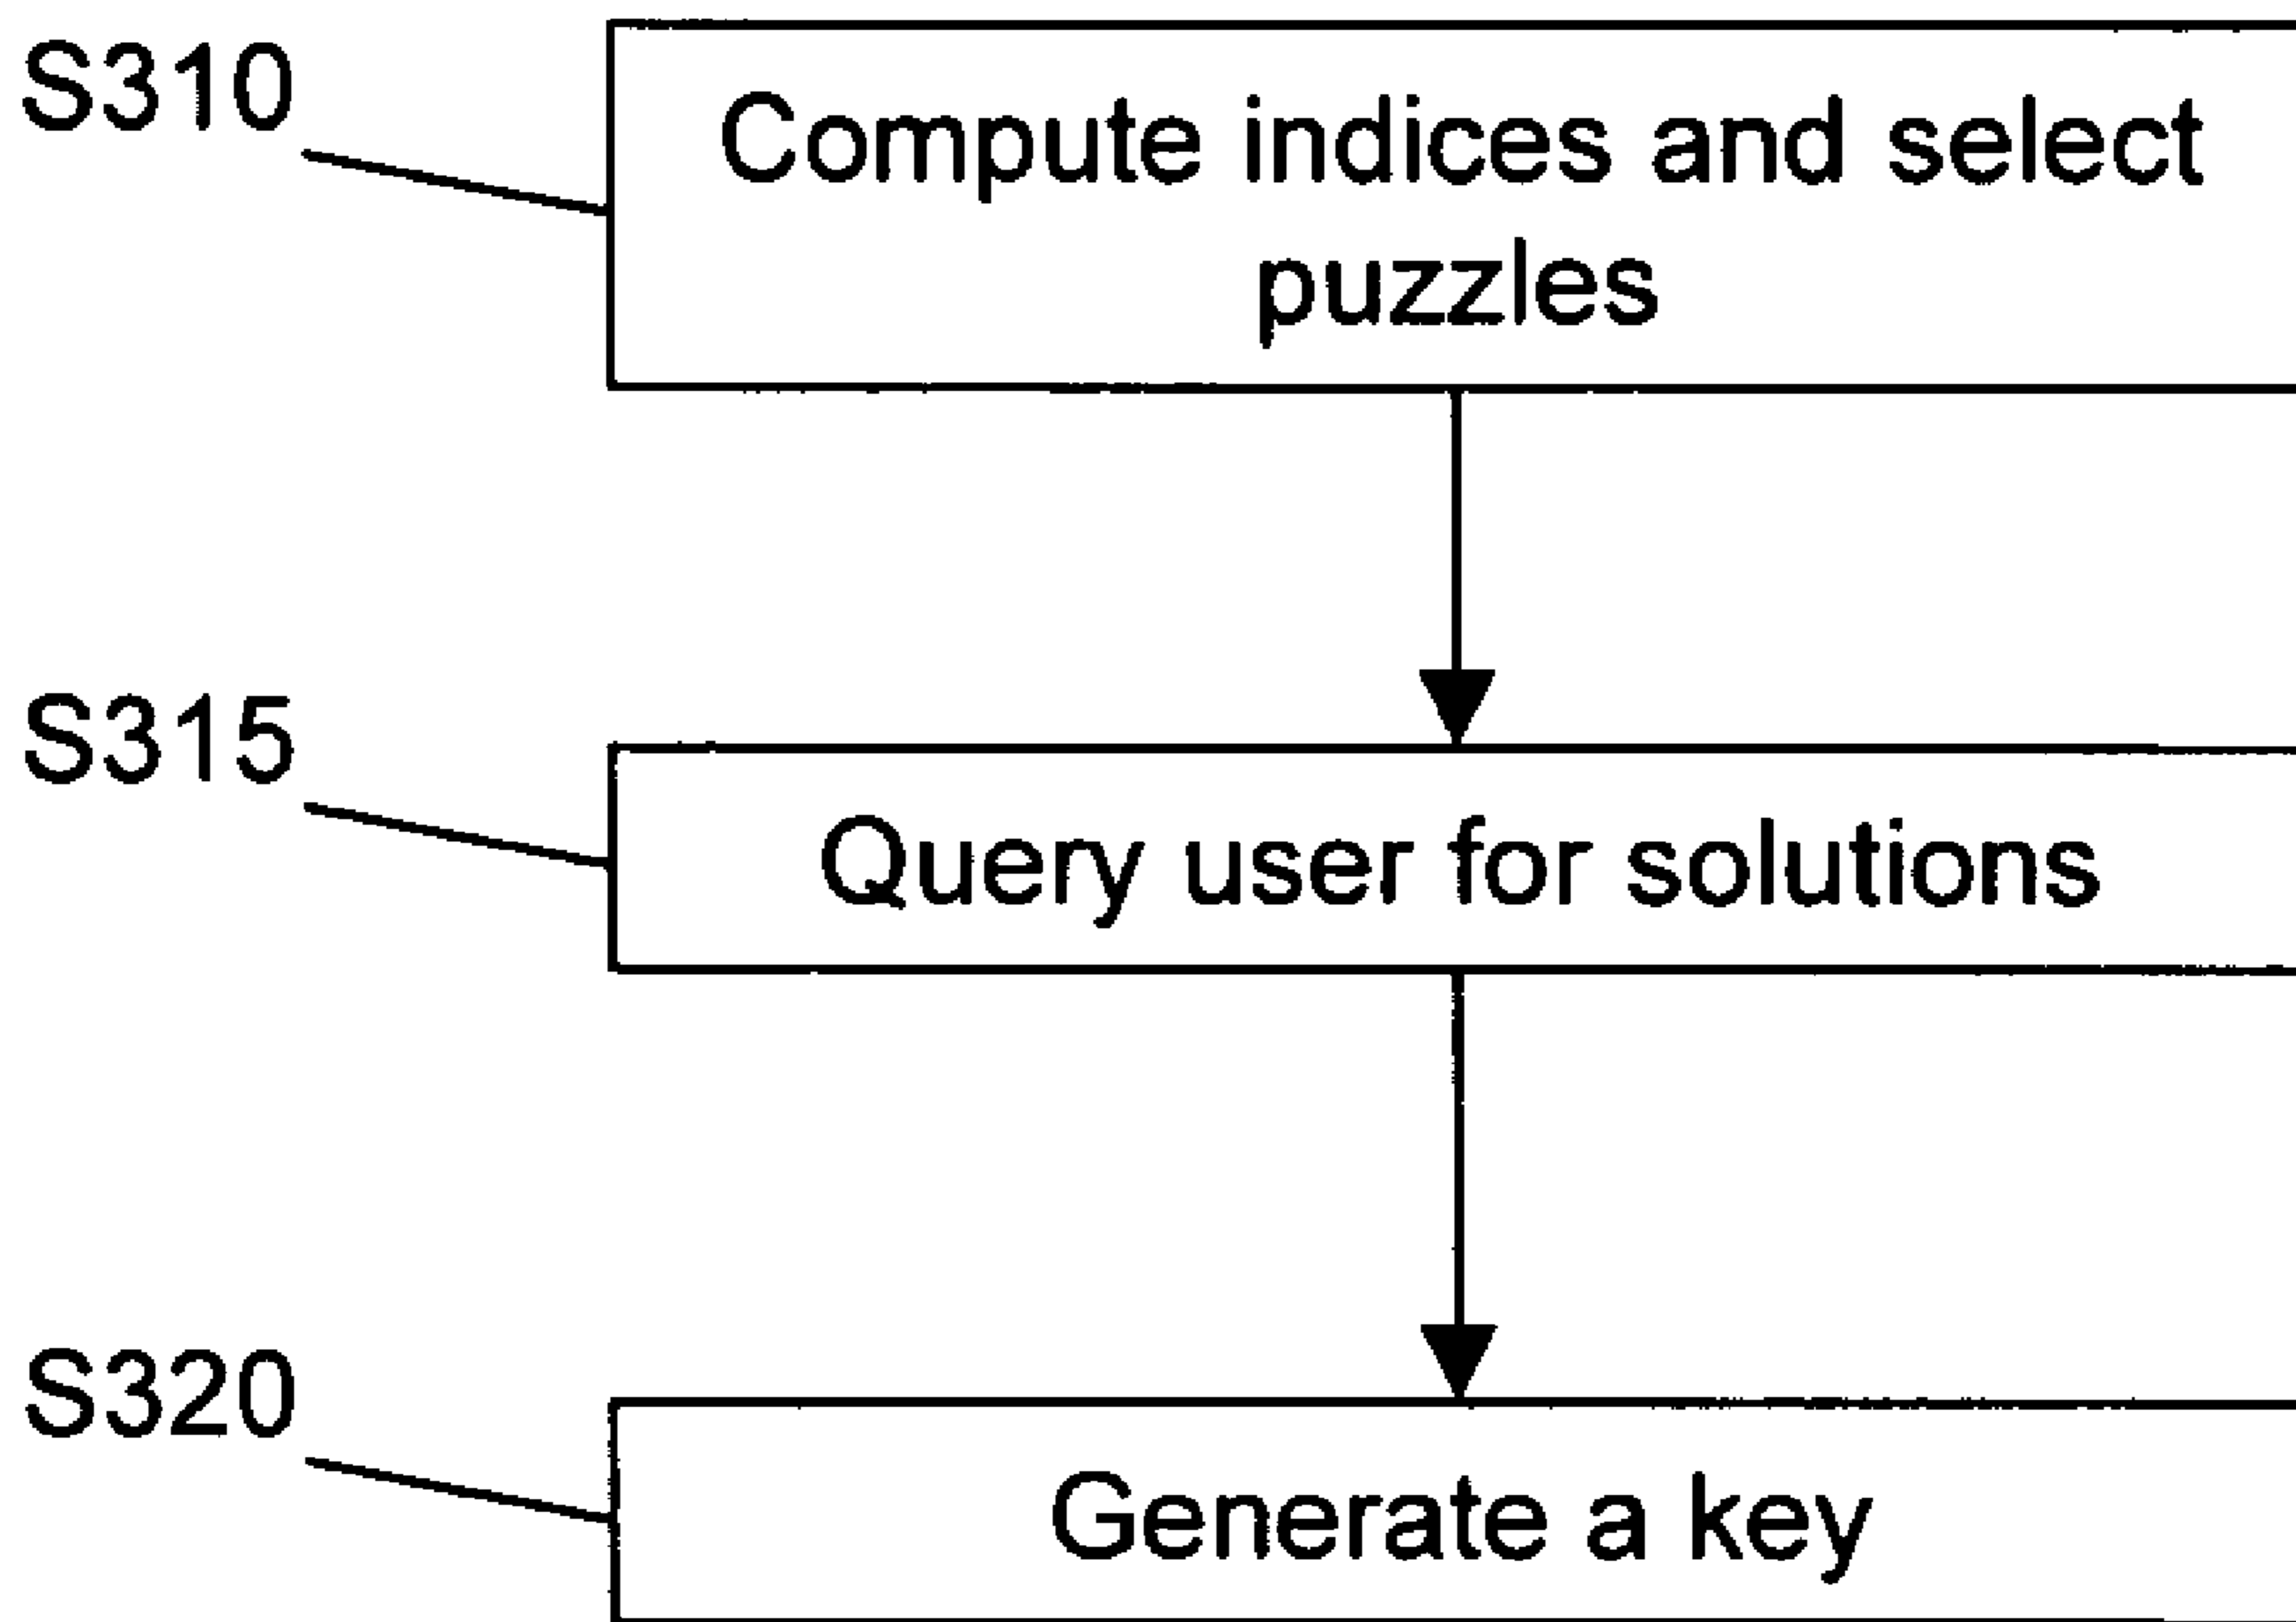 S310
Compute indices and select
puzzles
S315
Query user for solutions
S320
Generate a key